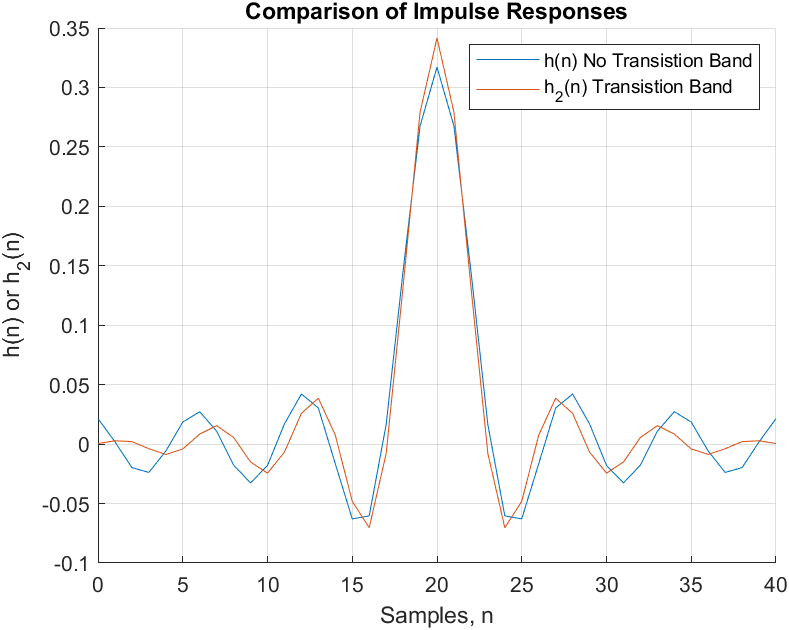 Comparison of Impulse Responses
h(n) No Transistion Band
h₂(n) Transistion Band
0.35
0.3
0.25
0.2
0.15
0.1
0.05
0
-0.05
-0.1
h(n) or h₂(n)
0 5 10 15 20 25 30 35 40
Samples, n